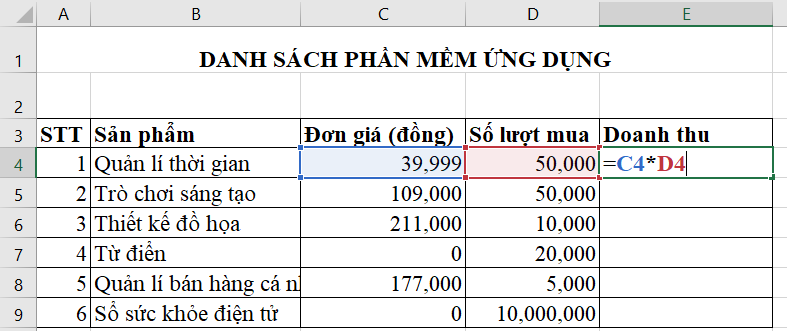 A B C D E
1 DANH SÁCH PHẦN MỀM ỨNG DỤNG
2
3 STT Sản phẩm Đơn giá (đồng) Số lượt mua Doanh thu
4 1 Quản lí thời gian 39,999 50,000 =C4*D4
5 2 Trò chơi sáng tạo 109,000 50,000
6 3 Thiết kế đồ họa 211,000 10,000
7 4 Từ điển 0 20,000
8 5 Quản lí bán hàng cá 177,000 5,000
9 6 Sổ sức khỏe điện tử 0 10,000,000